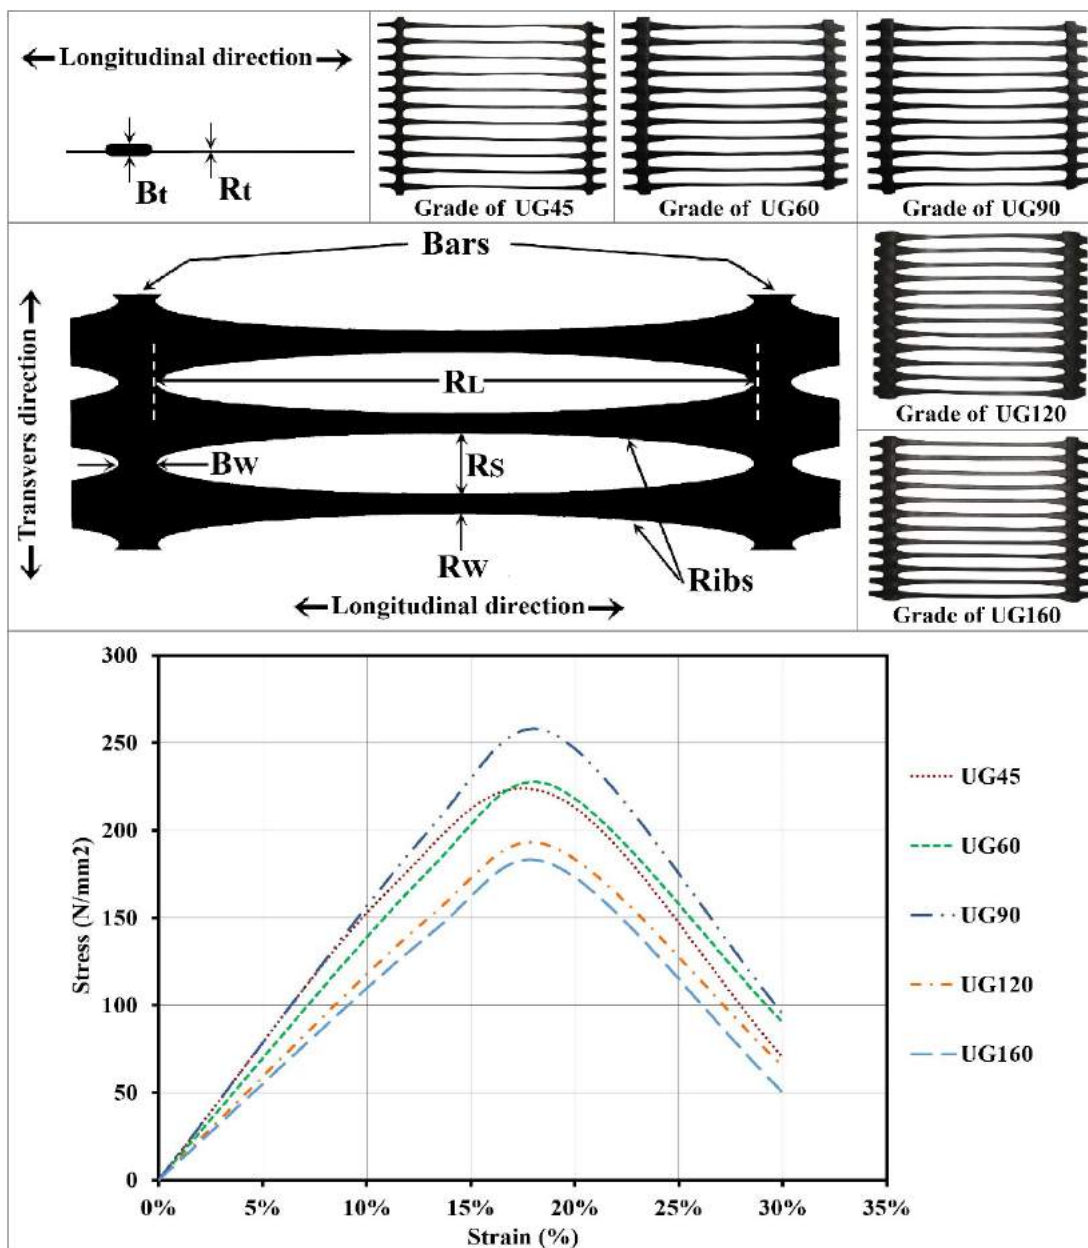 Longitudinal direction
Bt
Rt
Grade of UG45
Grade of UG60
Grade of UG90
Bars
Transvers direction
RL
Bw
Rs
Rw
Ribs
Longitudinal direction
Grade of UG120
Grade of UG160
300
250
200
150
100
50
0
Stress (N/mm2)
0% 5% 10% 15% 20% 25% 30% 35%
Strain (%)
UG45
UG60
UG90
UG120
UG160